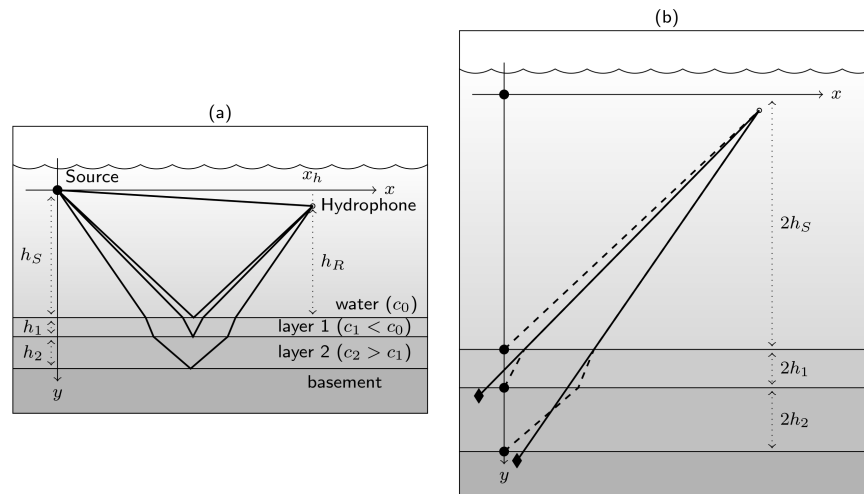 (a)
Source
x_h
x
Hydrophone
h_S
h_R
water (c_0)
h_1
layer 1 (c_1 < c_0)
h_2
layer 2 (c_2 > c_1)
basement
y
(b)
x
2h_S
2h_1
2h_2
y